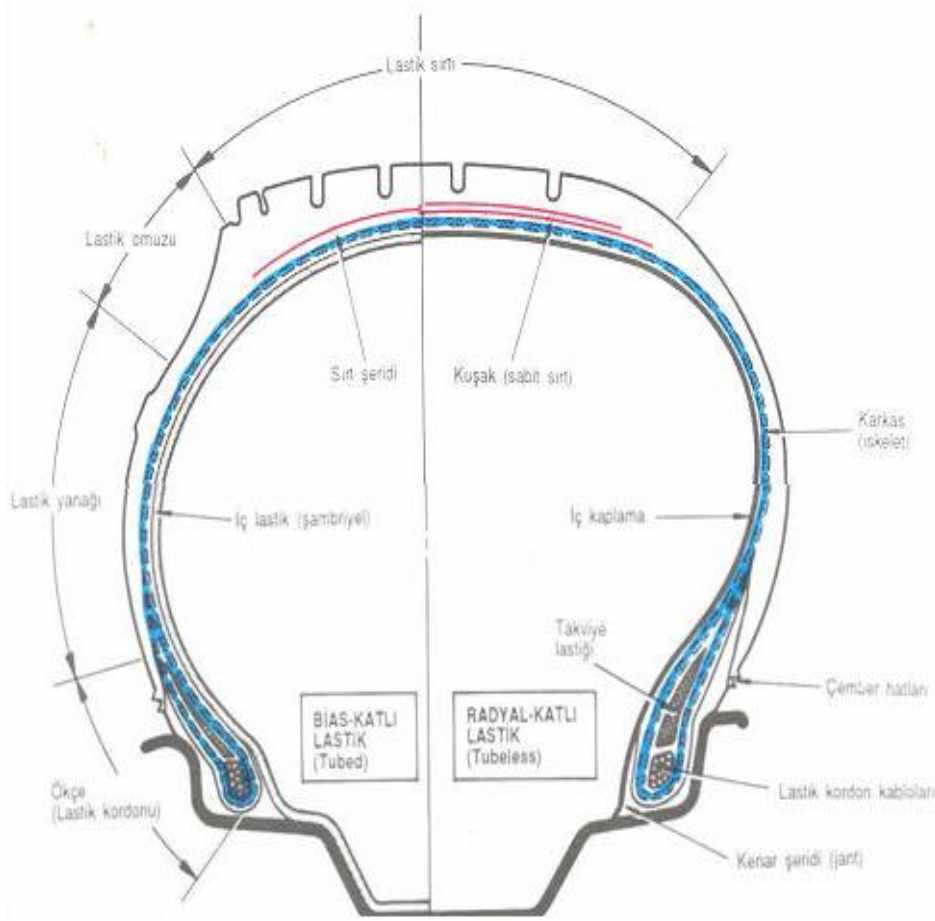 Lastik sırtı
Lastik omuzu
Sırt şeridi
Kuşak (sabit sırt)
Karkas
(iskelet)
Lastik yanağı
İç lastik (şambriyel)
İç kaplama
Takviye
lastiği
Çember hatları
BİAS-KATLI
LASTİK
(Tubed)
RADYAL-KATLI
LASTİK
(Tubeless)
Ökçe
(Lastik kordonu)
Lastik kordon kabloları
Kenar şeridi (jant)